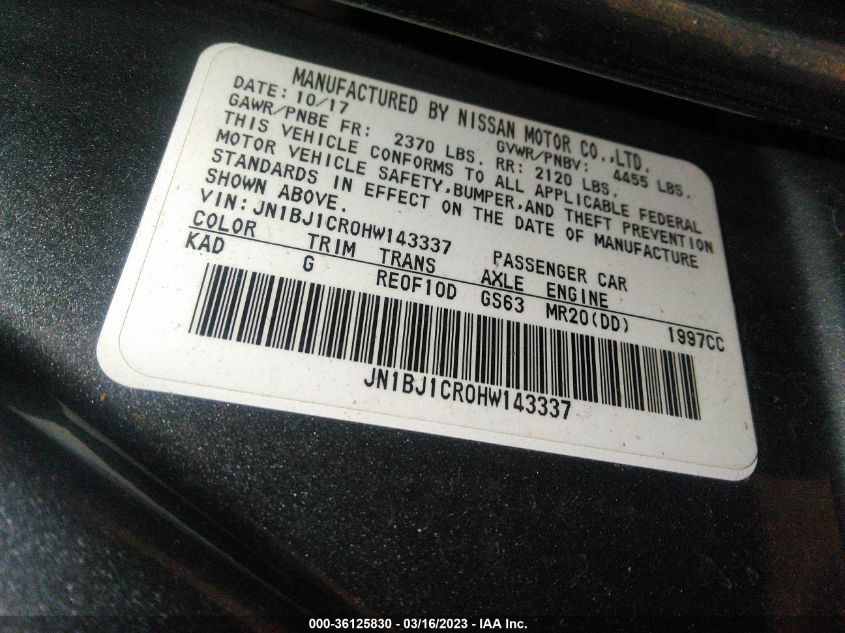 MANUFACTURED BY NISSAN MOTOR CO.,LTD.
DATE: 10/17 GVWR/PNBV: 4455 LBS.
GAWR/PNBE FR: 2370 LBS. RR: 2120 LBS.
THIS VEHICLE CONFORMS TO ALL APPLICABLE FEDERAL
MOTOR VEHICLE SAFETY,BUMPER,AND THEFT PREVENTION
STANDARDS IN EFFECT ON THE DATE OF MANUFACTURE
SHOWN ABOVE.
VIN: JN1BJ1CR0HW143337 PASSENGER CAR
COLOR TRIM TRANS AXLE ENGINE
KAD G RE0F10D GS63 MR20(DD) 1997CC
JN1BJ1CR0HW143337
000-36125830 - 03/16/2023 - IAA Inc.